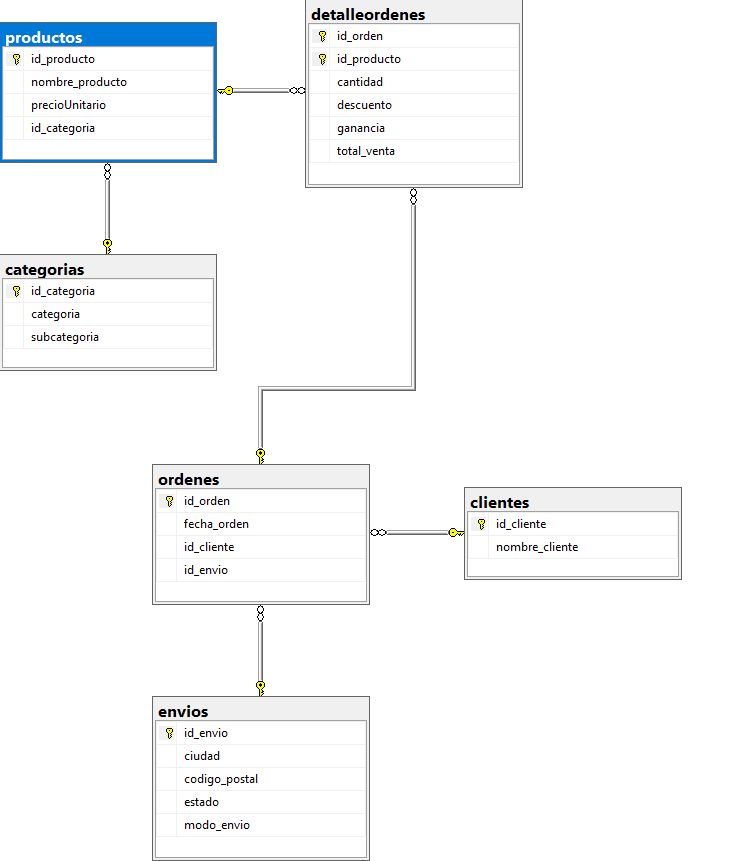 productos
id_producto
nombre_producto
precioUnitario
id_categoria
detalleordenes
id_orden
id_producto
cantidad
descuento
ganancia
total_venta
categorias
id_categoria
categoria
subcategoria
ordenes
id_orden
fecha_orden
id_cliente
id_envio
clientes
id_cliente
nombre_cliente
envios
id_envio
ciudad
codigo_postal
estado
modo_envio